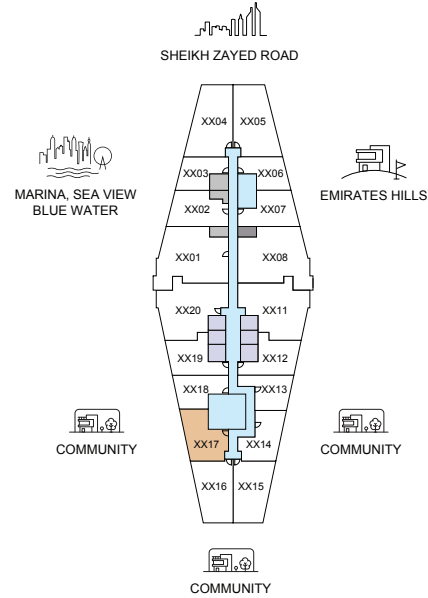 SHEIKH ZAYED ROAD
XX04
XX05
MARINA, SEA VIEW
BLUE WATER
EMIRATES HILLS
XX03
XX06
XX02
XX07
XX01
XX08
XX20
XX11
XX19
XX12
XX18
XX13
XX17
XX14
COMMUNITY
COMMUNITY
XX16
XX15
COMMUNITY